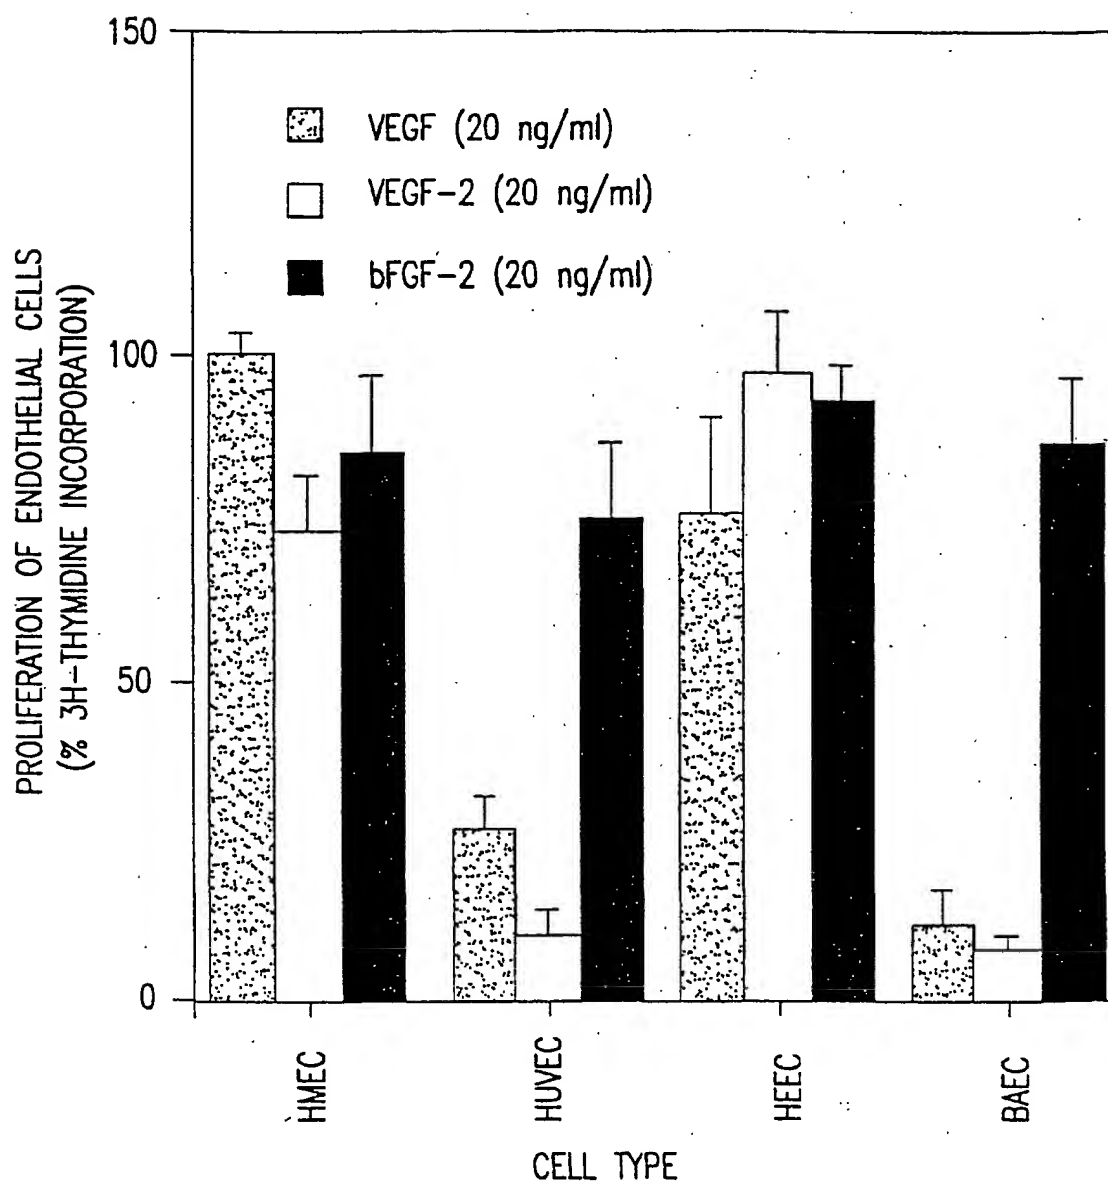 150
VEGF (20 ng/ml)
VEGF-2 (20 ng/ml)
bFGF-2 (20 ng/ml)
PROLIFERATION OF ENDOTHELIAL CELLS
(% 3H-THYMIDINE INCORPORATION)
100
50
0
HMEC
HUVEC
HEEC
BAEC
CELL TYPE